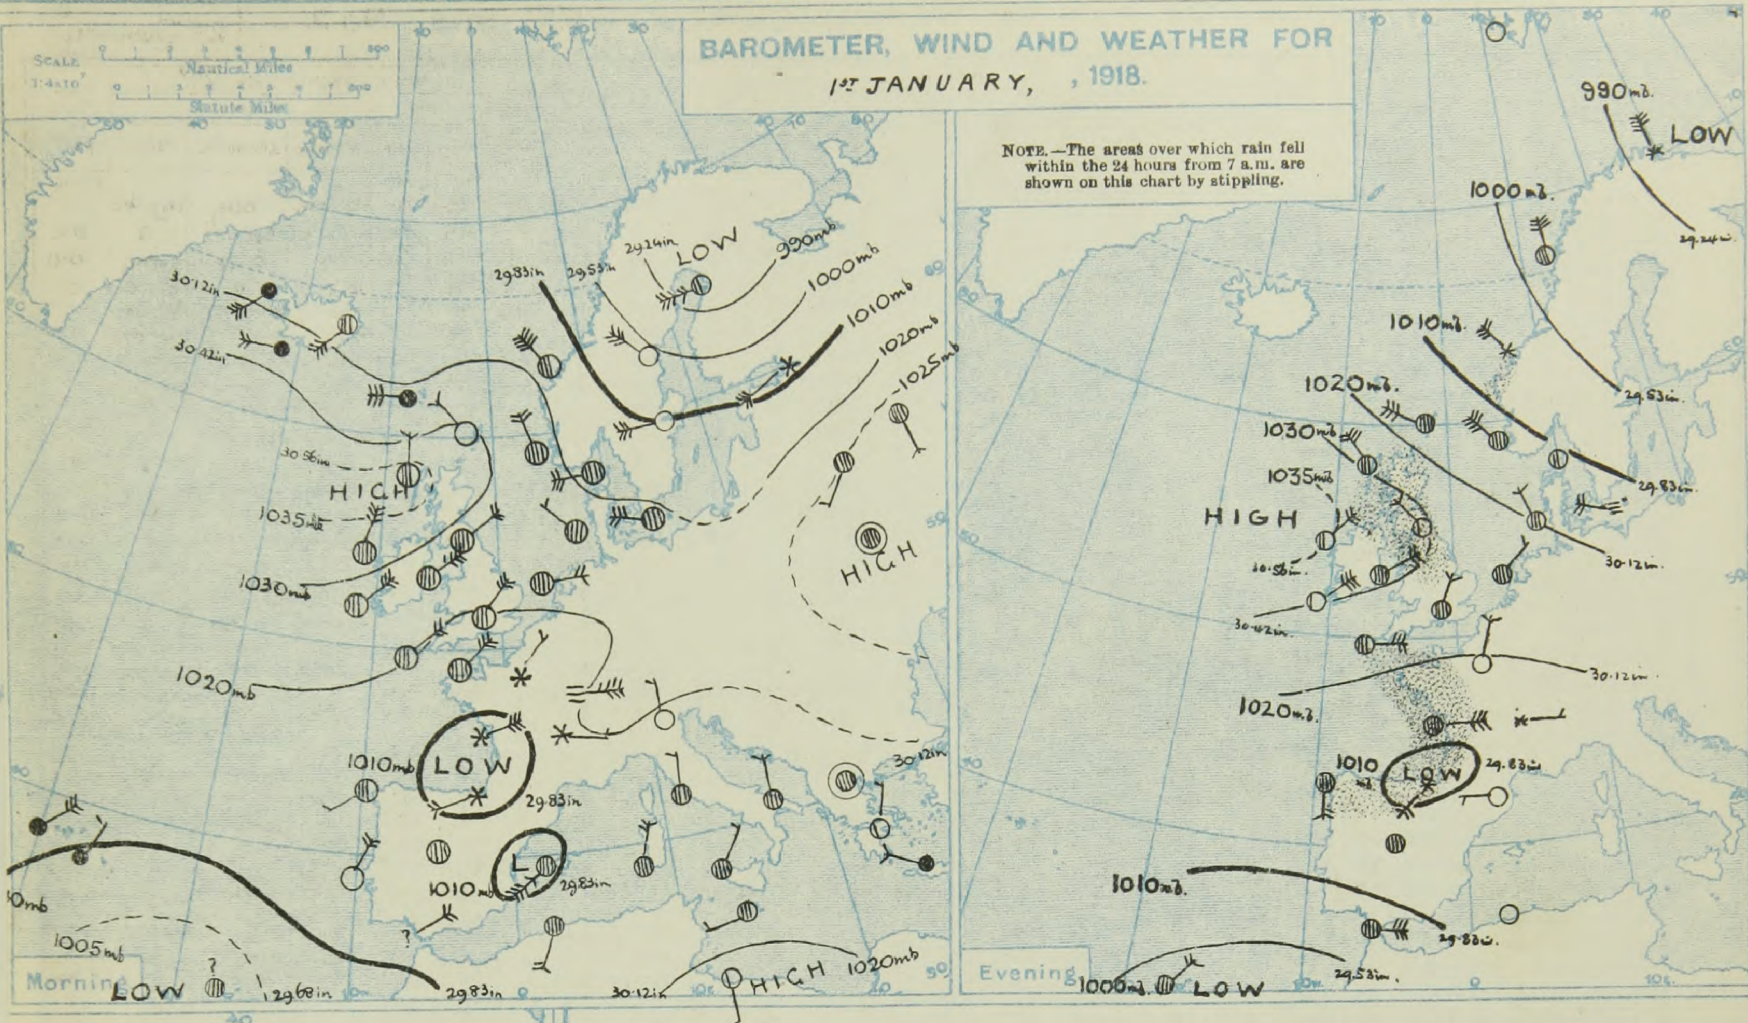 BAROMETER, WIND AND WEATHER FOR
1ST JANUARY, , 1918.
SCALE
Nautical Miles
Statute Miles
NOTE.—The areas over which rain fell
within the 24 hours from 7 a.m. are
shown on this chart by stippling.
29.24in LOW 990mb
29.83in 29.53in 1000mb
30.12in 1010mb
30.42in 1020mb
1025mb
30.56in
HIGH
1035mb
HIGH
1030mb
1020mb
1010mb LOW
29.83in
30.12in
L
1010mb 29.83in
?
0mb
1005mb
?
Morning LOW 29.68in 29.83in 30.12in HIGH 1020mb
990mb.
LOW
1000mb.
29.24in.
1010mb.
1020mb.
29.53in.
1030mb
1035mb
29.83in.
HIGH
30.56in. 30.12in.
30.42in.
30.12in.
1020mb.
1010 LOW 29.83in
mb
1010mb.
29.83in.
Evening 29.53in.
1000mb. LOW